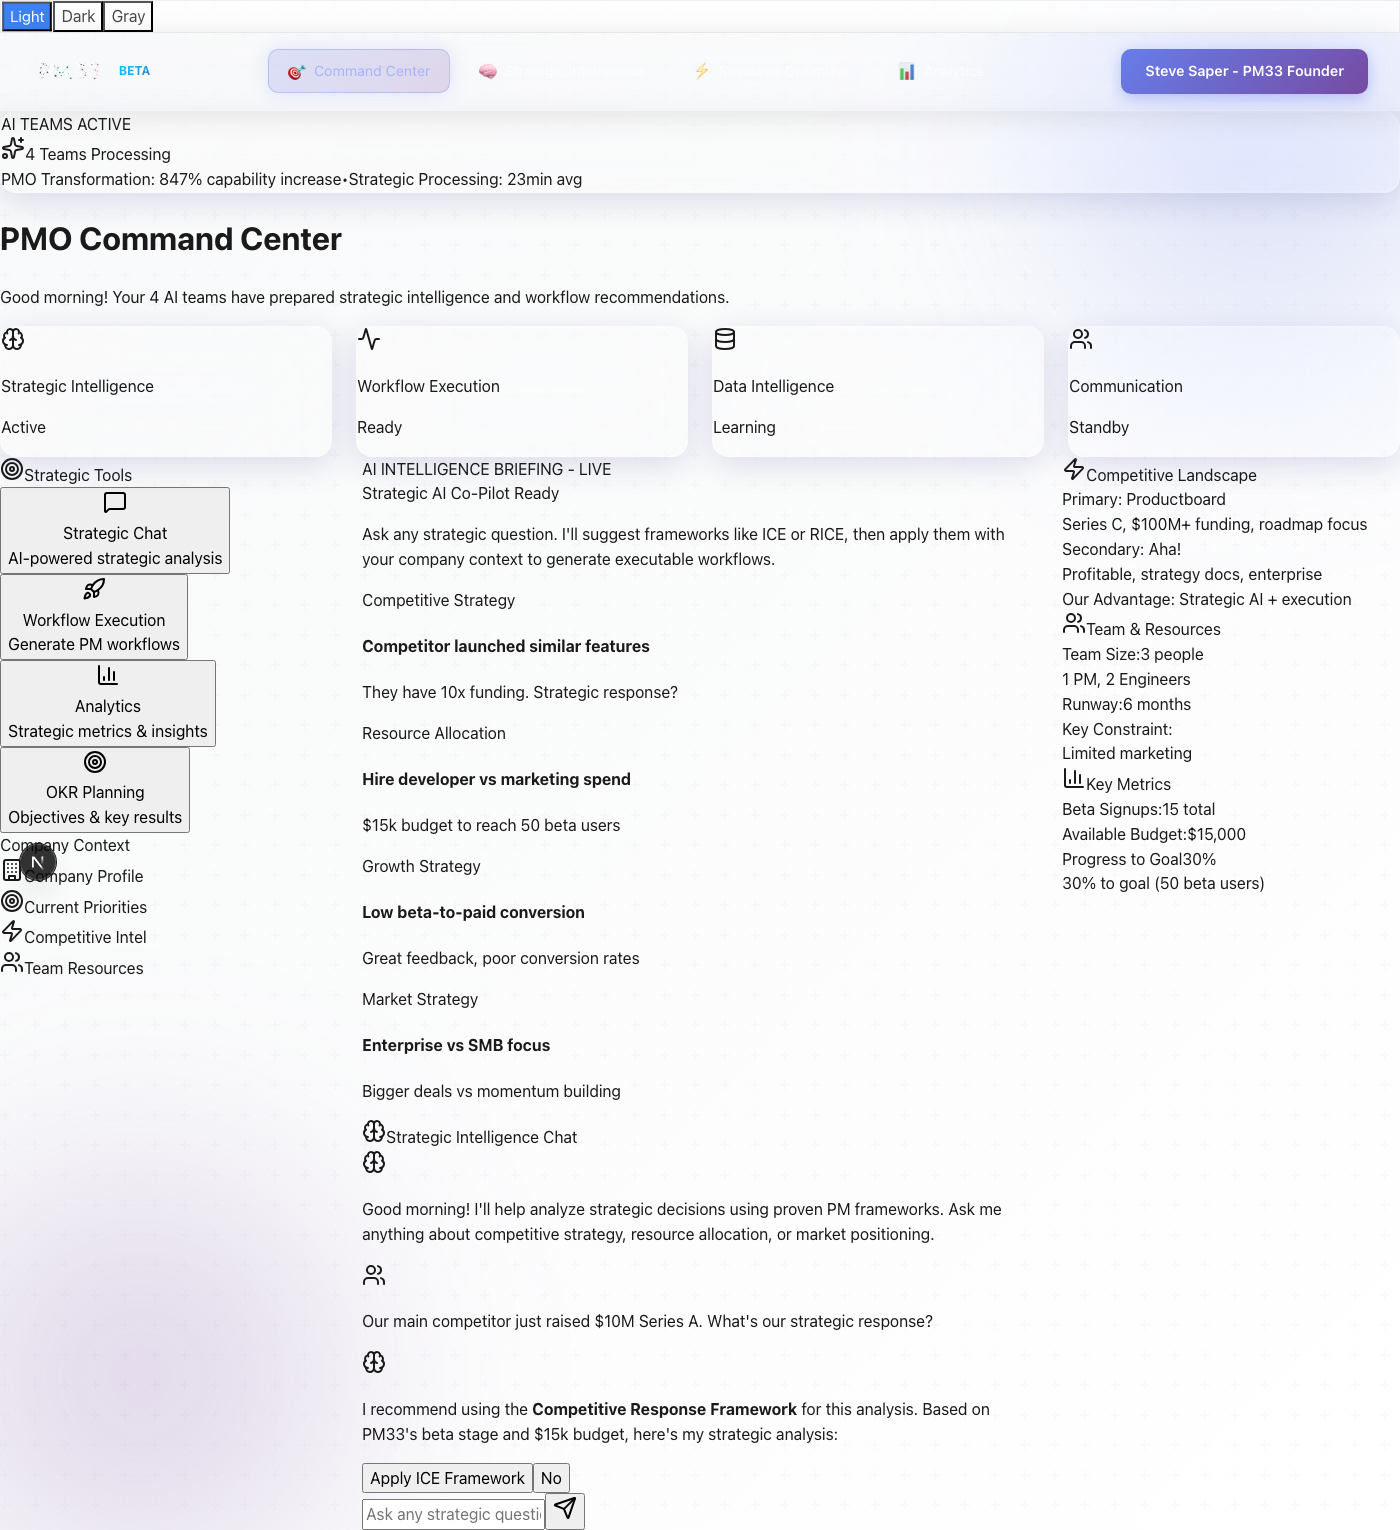 Light Dark Gray
BETA Command Center Steve Saper - PM33 Founder
AI TEAMS ACTIVE
4 Teams Processing
PMO Transformation: 847% capability increase•Strategic Processing: 23min avg
PMO Command Center
Good morning! Your 4 AI teams have prepared strategic intelligence and workflow recommendations.
Strategic Intelligence
Active
Workflow Execution
Ready
Data Intelligence
Learning
Communication
Standby
Strategic Tools
Strategic Chat
AI-powered strategic analysis
Workflow Execution
Generate PM workflows
Analytics
Strategic metrics & insights
OKR Planning
Objectives & key results
Company Context
N
Company Profile
Current Priorities
Competitive Intel
Team Resources
AI INTELLIGENCE BRIEFING - LIVE
Strategic AI Co-Pilot Ready
Ask any strategic question. I'll suggest frameworks like ICE or RICE, then apply them with
your company context to generate executable workflows.
Competitive Strategy
Competitor launched similar features
They have 10x funding. Strategic response?
Resource Allocation
Hire developer vs marketing spend
$15k budget to reach 50 beta users
Growth Strategy
Low beta-to-paid conversion
Great feedback, poor conversion rates
Market Strategy
Enterprise vs SMB focus
Bigger deals vs momentum building
Strategic Intelligence Chat
Good morning! I'll help analyze strategic decisions using proven PM frameworks. Ask me
anything about competitive strategy, resource allocation, or market positioning.
Our main competitor just raised $10M Series A. What's our strategic response?
I recommend using the Competitive Response Framework for this analysis. Based on
PM33's beta stage and $15k budget, here's my strategic analysis:
Apply ICE Framework No
Ask any strategic questi
Competitive Landscape
Primary: Productboard
Series C, $100M+ funding, roadmap focus
Secondary: Aha!
Profitable, strategy docs, enterprise
Our Advantage: Strategic AI + execution
Team & Resources
Team Size:3 people
1 PM, 2 Engineers
Runway:6 months
Key Constraint:
Limited marketing
Key Metrics
Beta Signups:15 total
Available Budget:$15,000
Progress to Goal30%
30% to goal (50 beta users)